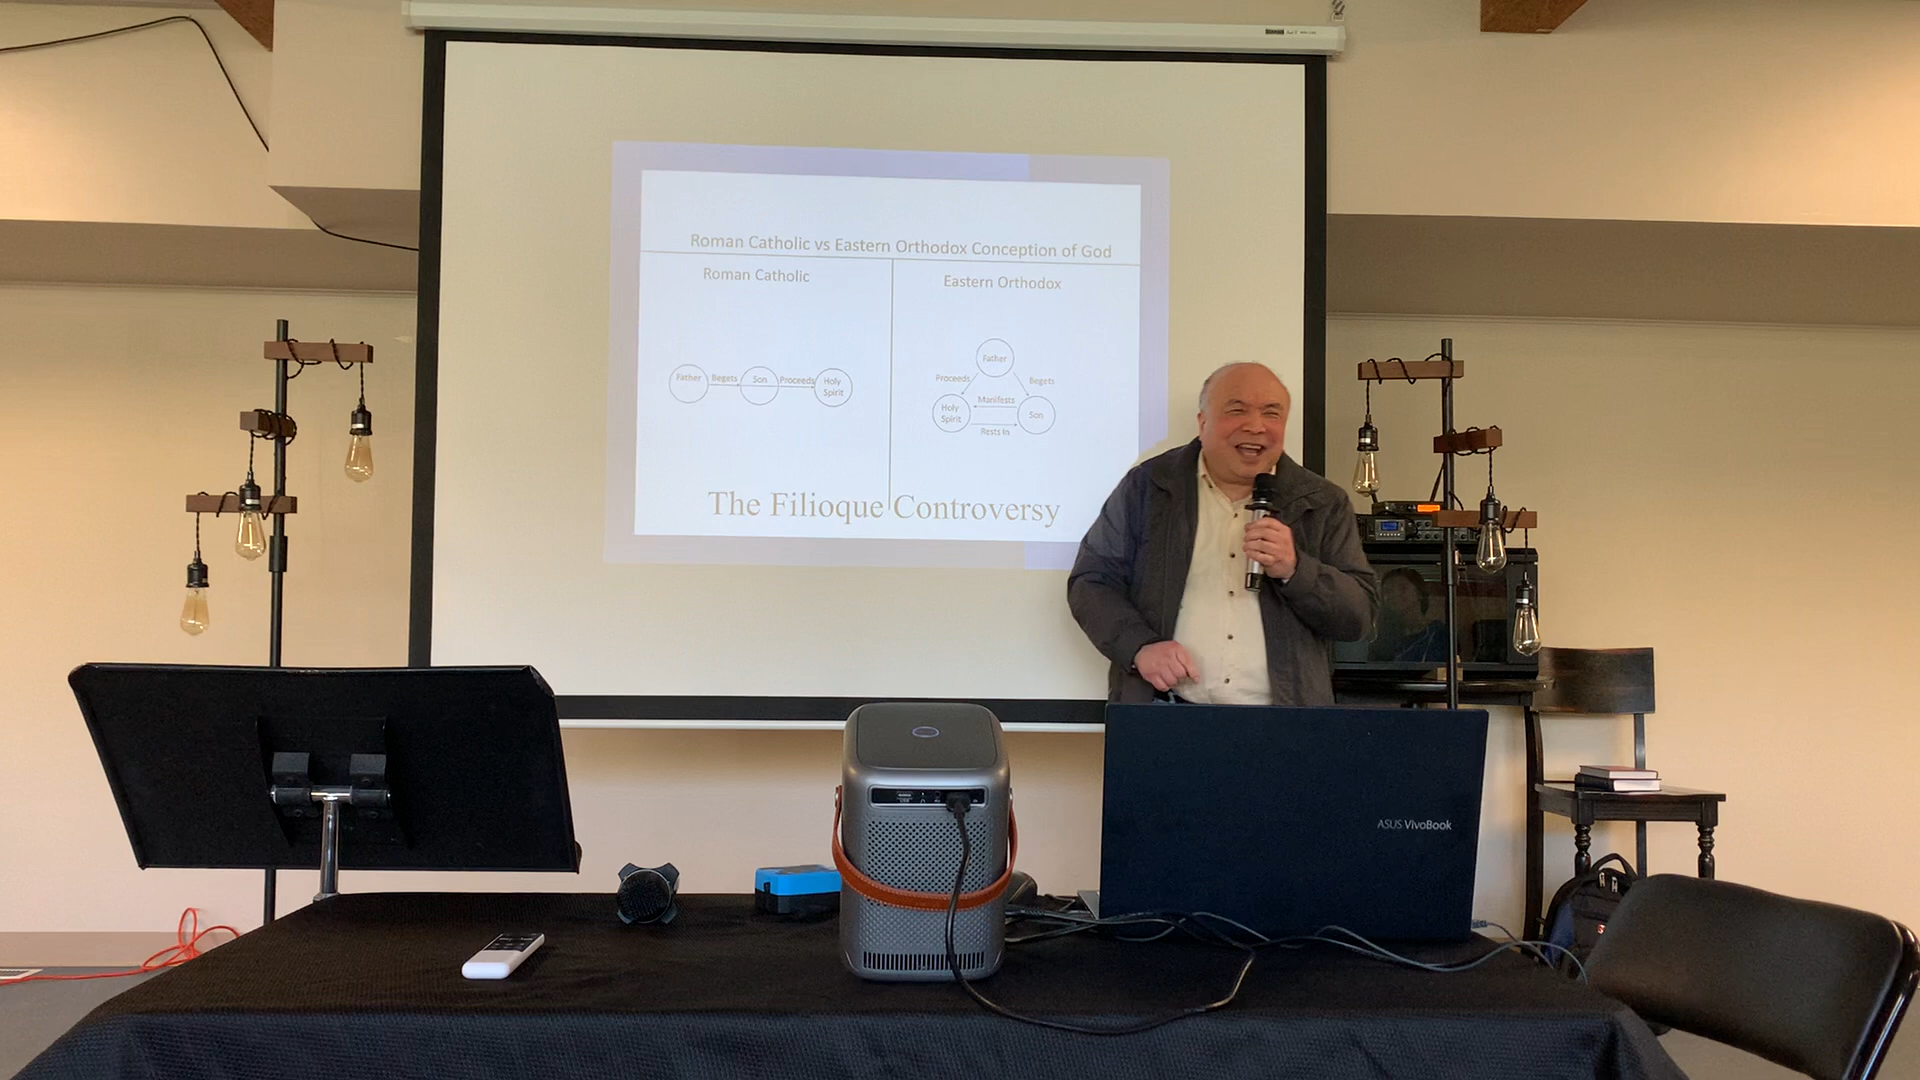 Roman Catholic vs Eastern Orthodox Conception of God
Roman Catholic
Eastern Orthodox
Father
Begets
Son
Proceeds
Holy
Spirit
Father
Proceeds
Begets
Holy
Spirit
Manifests
Rests In
Son
The Filioque Controversy
ASUS VivoBook